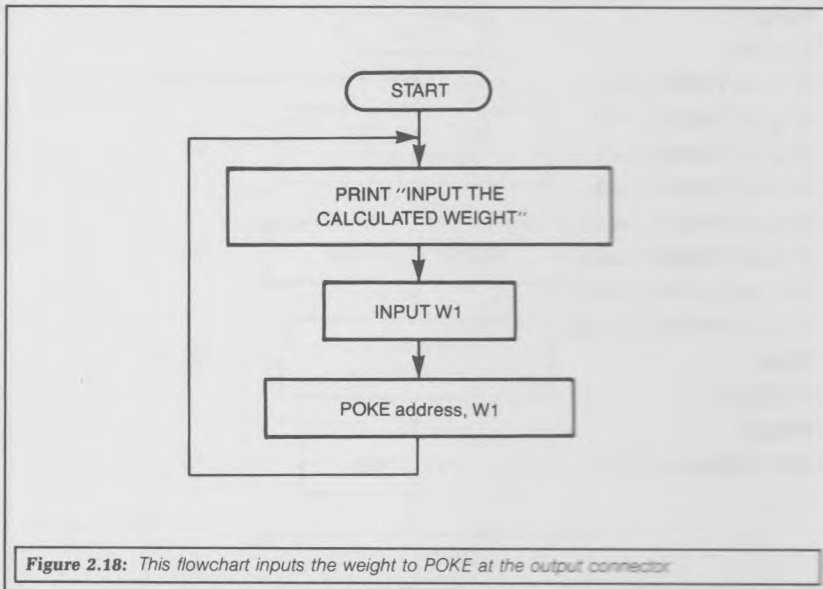 START
PRINT "INPUT THE
CALCULATED WEIGHT"
INPUT W1
POKE address, W1
Figure 2.18: This flowchart inputs the weight to POKE at the output connector.